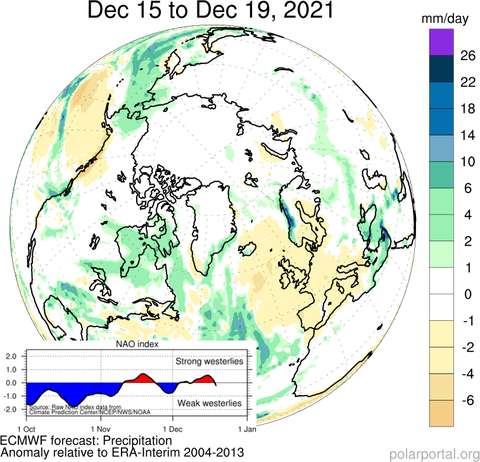 Dec 15 to Dec 19, 2021
mm/day
26
22
18
14
10
6
4
2
1
0
-1
-2
-4
-6
NAO index
2.0
1.0
0.0
-1.0
-2.0
Strong westerlies
Weak westerlies
Source: Raw NAO index data from
Climate Prediction Center/NCEP/NWS/NOAA
1 Oct
1 Nov
1 Dec
1 Jan
ECMWF forecast: Precipitation
Anomaly relative to ERA-Interim 2004-2013
polarportal.org